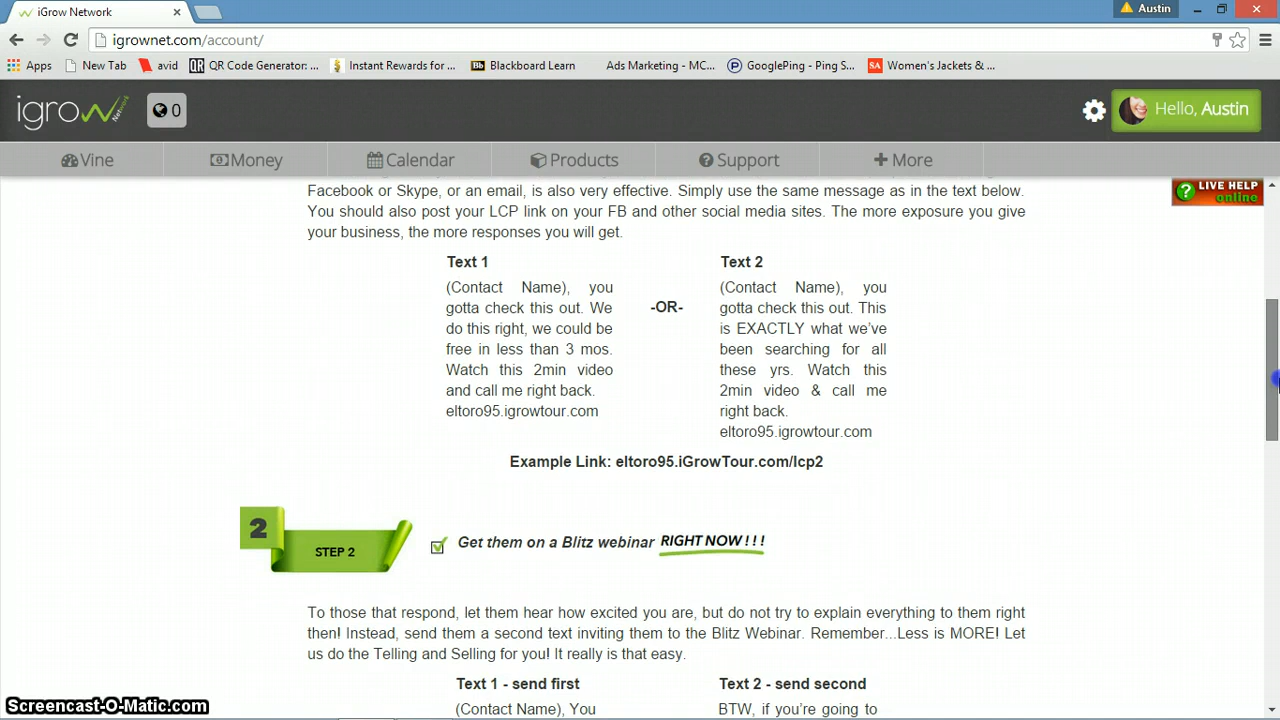 iGrow Network
Austin
igrownet.com/account/
Apps New Tab avid QR Code Generator: ... Instant Rewards for ... Blackboard Learn Ads Marketing - MC... GooglePing - Ping S... Women's Jackets & ...
igrow Network 0 Hello, Austin
Vine Money Calendar Products Support More
LIVE HELP
online
Facebook or Skype, or an email, is also very effective. Simply use the same message as in the text below.
You should also post your LCP link on your FB and other social media sites. The more exposure you give
your business, the more responses you will get.
Text 1
(Contact Name), you
gotta check this out. We
do this right, we could be
free in less than 3 mos.
Watch this 2min video
and call me right back.
eltoro95.igrowtour.com
-OR-
Text 2
(Contact Name), you
gotta check this out. This
is EXACTLY what we've
been searching for all
these yrs. Watch this
2min video & call me
right back.
eltoro95.igrowtour.com
Example Link: eltoro95.iGrowTour.com/lcp2
2
STEP 2
Get them on a Blitz webinar RIGHT NOW ! ! !
To those that respond, let them hear how excited you are, but do not try to explain everything to them right
then! Instead, send them a second text inviting them to the Blitz Webinar. Remember...Less is MORE! Let
us do the Telling and Selling for you! It really is that easy.
Text 1 - send first
(Contact Name), You
Text 2 - send second
BTW, if you're going to
Screencast-O-Matic.com